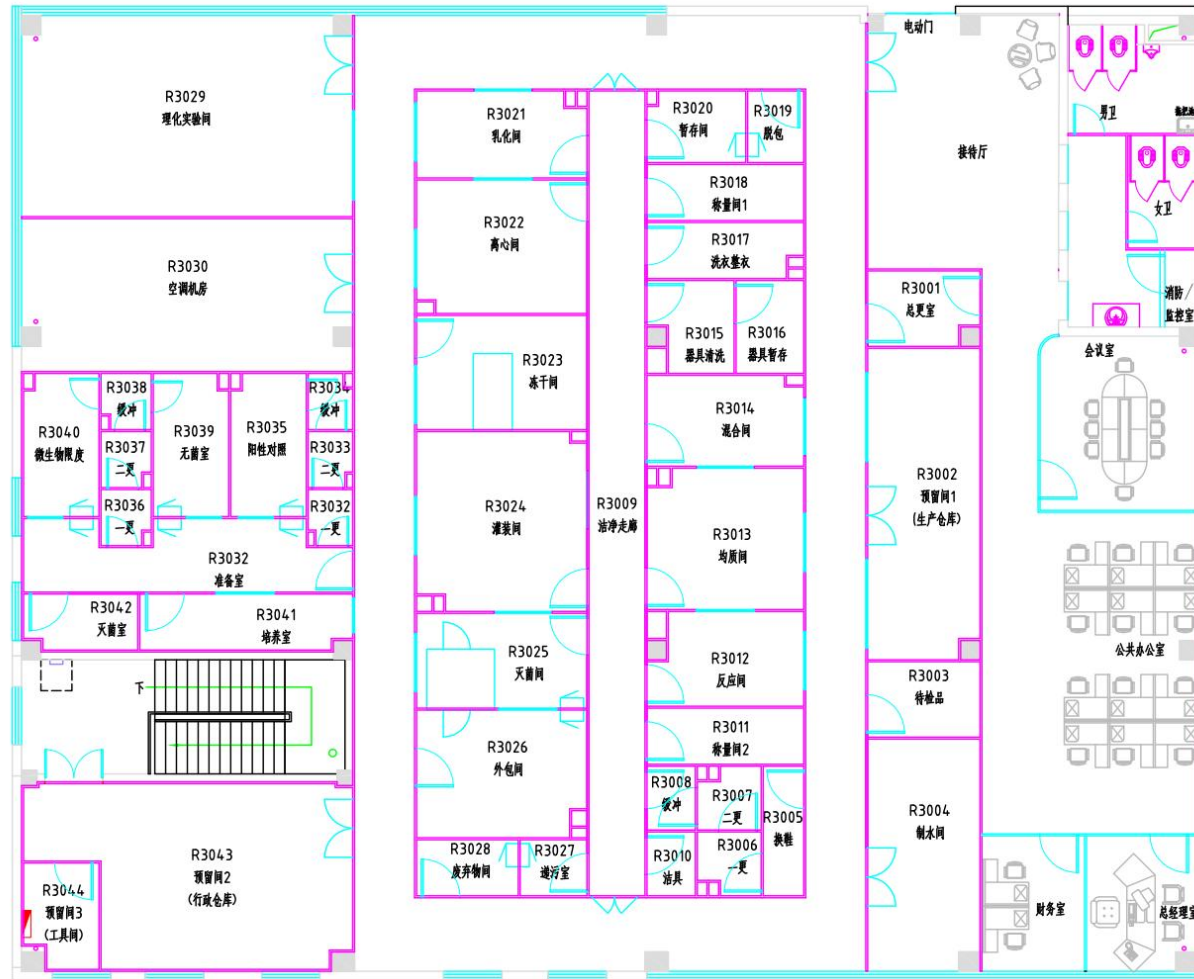 R3029
理化实验间
R3030
空调机房
R3040
微生物限度
R3038
缓冲
R3037
二更
R3036
一更
R3039
无菌室
R3035
阳性对照
R3034
缓冲
R3033
二更
R3032
一更
R3032
准备室
R3042
灭菌室
R3041
培养室
下
R3043
预留间2
(行政仓库)
R3044
预留间3
(工具间)
R3021
乳化间
R3022
离心间
R3023
冻干间
R3024
灌装间
R3025
灭菌间
R3026
外包间
R3028
废弃物间
R3027
递污室
R3009
洁净走廊
R3020
暂存间
R3019
脱包
R3018
称量间1
R3017
洗衣整衣
R3015
器具清洗
R3016
器具暂存
R3014
混合间
R3013
均质间
R3012
反应间
R3011
称量间2
R3008
缓冲
R3007
二更
R3005
换鞋
R3010
洁具
R3006
一更
电动门
接待厅
男卫
女卫
消防/
监控室
R3001
总更室
R3002
预留间1
(生产仓库)
R3003
待检品
R3004
制水间
会议室
公共办公室
财务室
总经理室